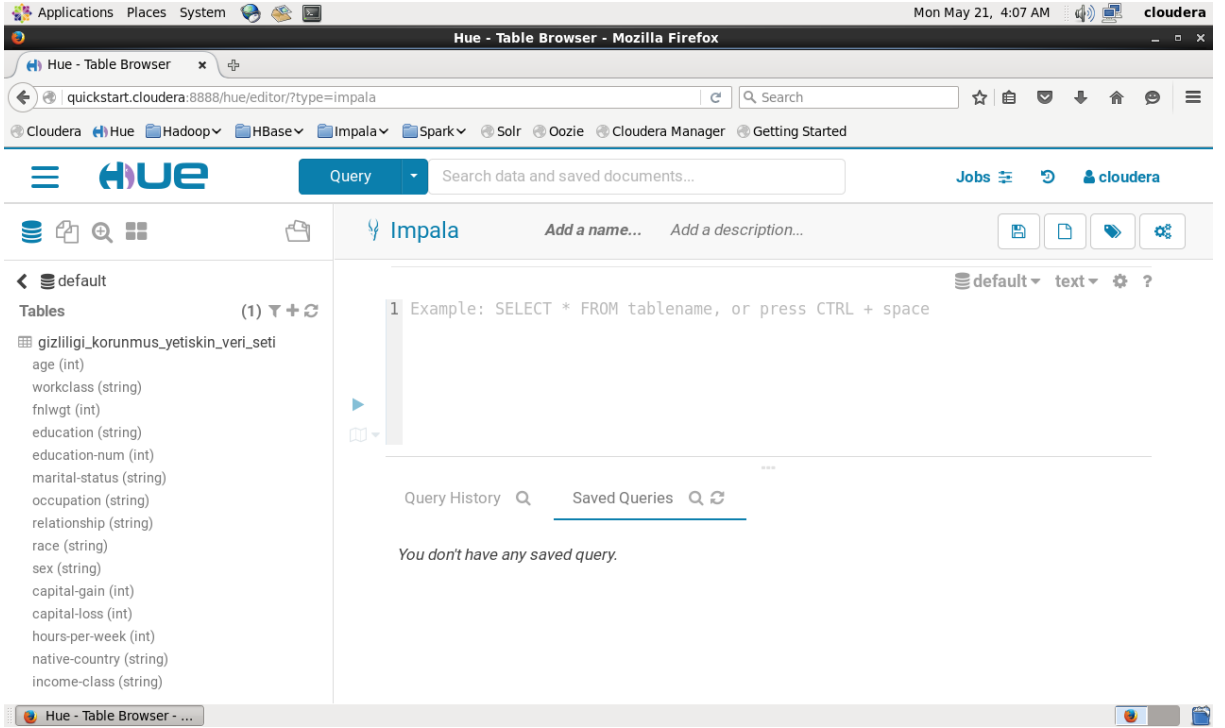 Applications Places System Mon May 21, 4:07 AM cloudera
Hue - Table Browser - Mozilla Firefox
Hue - Table Browser
quickstart.cloudera:8888/hue/editor/?type=impala Search
Cloudera Hue Hadoop HBase Impala Spark Solr Oozie Cloudera Manager Getting Started
HUE Query Search data and saved documents... Jobs cloudera
Impala Add a name... Add a description...
default
default text ?
Tables (1)
1 Example: SELECT * FROM tablename, or press CTRL + space
gizliligi_korunmus_yetiskin_veri_seti
age (int)
workclass (string)
fnlwgt (int)
education (string)
education-num (int)
marital-status (string)
occupation (string)
relationship (string)
race (string)
sex (string)
capital-gain (int)
capital-loss (int)
hours-per-week (int)
native-country (string)
income-class (string)
Query History Saved Queries
You don't have any saved query.
Hue - Table Browser - ...